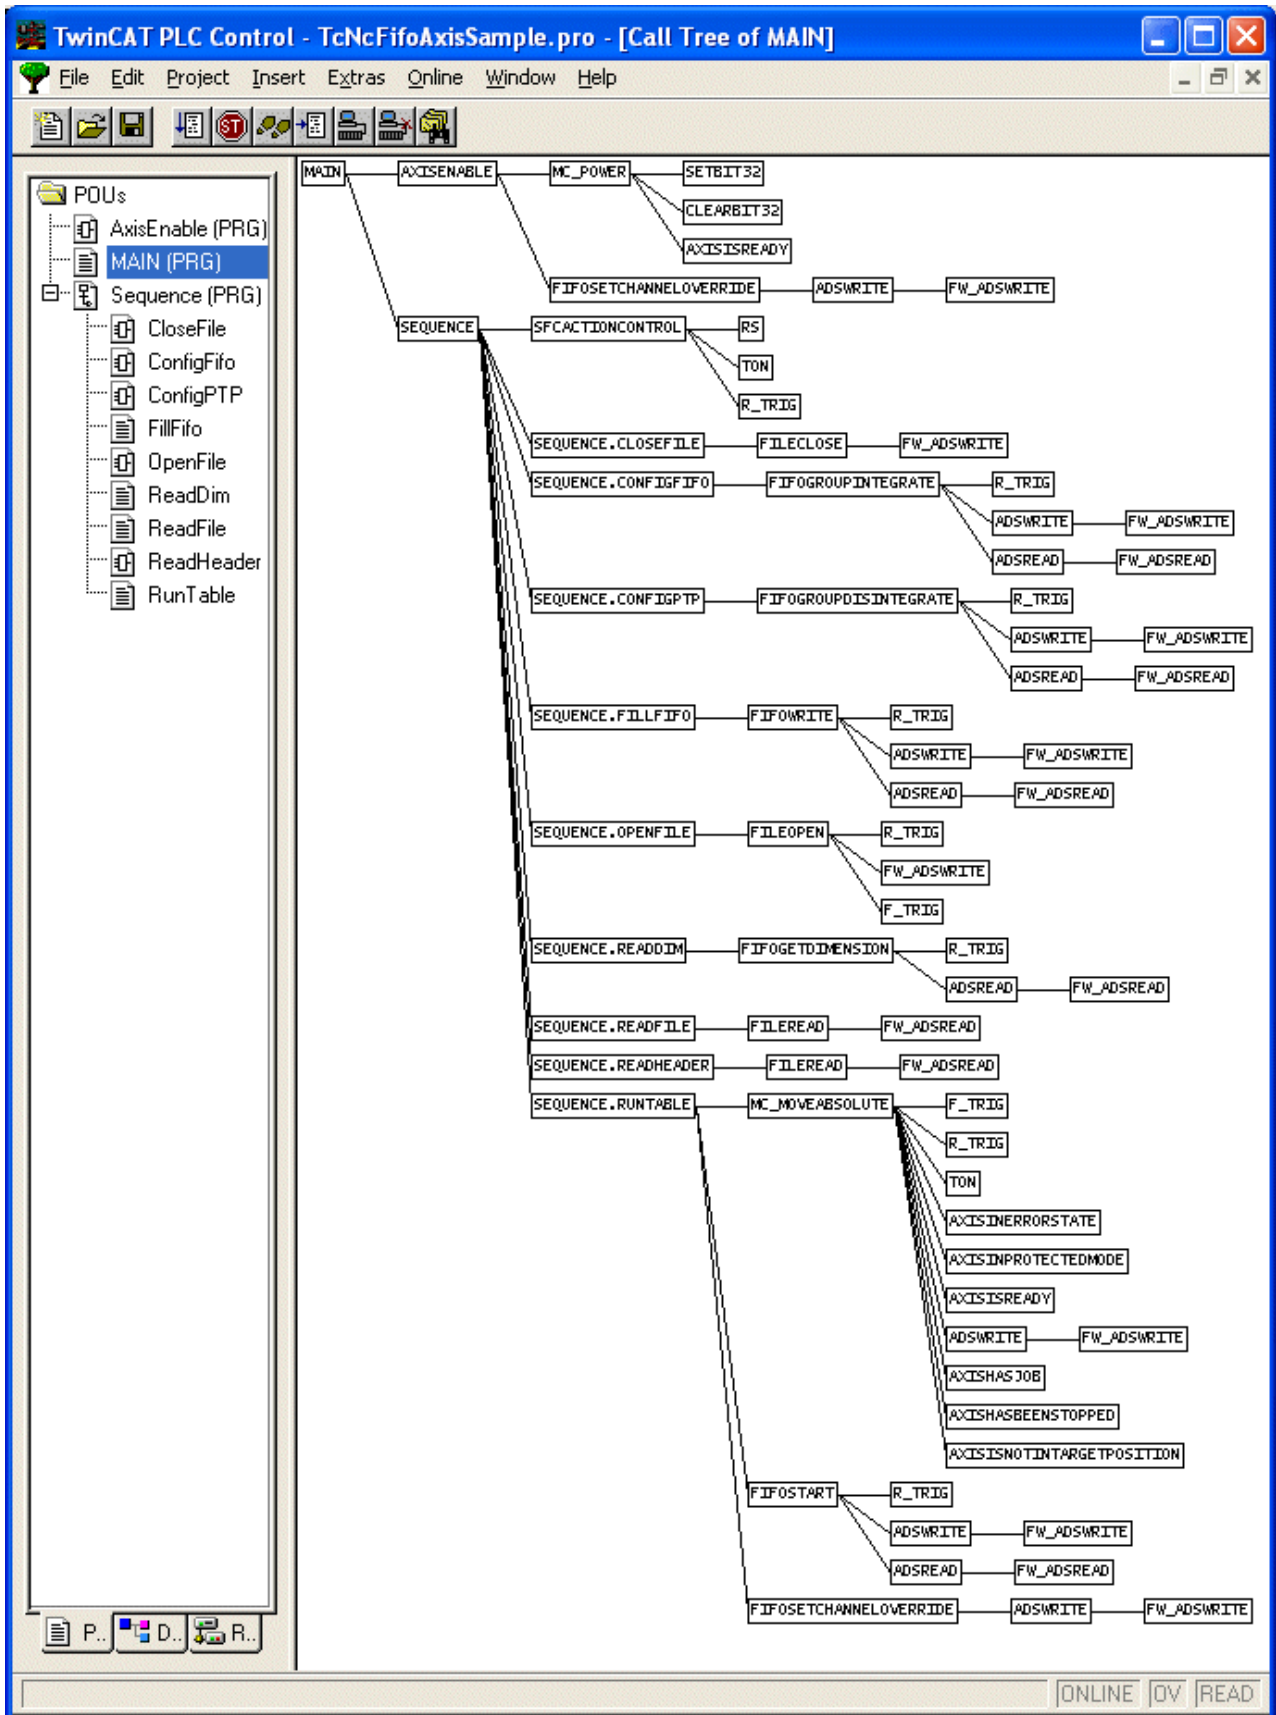 TwinCAT PLC Control - TcNcFifoAxisSample.pro - [Call Tree of MAIN]
File Edit Project Insert Extras Online Window Help
ST
POUs
AxisEnable (PRG)
MAIN (PRG)
Sequence (PRG)
CloseFile
ConfigFifo
ConfigPTP
FillFifo
OpenFile
ReadDim
ReadFile
ReadHeader
RunTable
P.. D.. R..
MAIN AXISENABLE MC_POWER SETBIT32
CLEARBIT32
AXISISREADY
FIFOSETCHANNELOVERRIDE ADSWRITE FW_ADSWRITE
SEQUENCE SFCACTIONCONTROL RS
TON
R_TRIG
SEQUENCE.CLOSEFILE FILECLOSE FW_ADSWRITE
SEQUENCE.CONFIGFIFO FIFOGROUPINTEGRATE R_TRIG
ADSWRITE FW_ADSWRITE
ADSREAD FW_ADSREAD
SEQUENCE.CONFIGPTP FIFOGROUPDISINTEGRATE R_TRIG
ADSWRITE FW_ADSWRITE
ADSREAD FW_ADSREAD
SEQUENCE.FILLFIFO FIFOWRITE R_TRIG
ADSWRITE FW_ADSWRITE
ADSREAD FW_ADSREAD
SEQUENCE.OPENFILE FILEOPEN R_TRIG
FW_ADSWRITE
F_TRIG
SEQUENCE.READDIM FIFOGETDIMENSION R_TRIG
ADSREAD FW_ADSREAD
SEQUENCE.READFILE FILEREAD FW_ADSREAD
SEQUENCE.READHEADER FILEREAD FW_ADSREAD
SEQUENCE.RUNTABLE MC_MOVEABSOLUTE F_TRIG
R_TRIG
TON
AXISINERRORSTATE
AXISINPROTECTEDMODE
AXISISREADY
ADSWRITE FW_ADSWRITE
AXISHASJOB
AXISHASBEENSTOPPED
AXISISNOTINTARGETPOSITION
FIFOSTART R_TRIG
ADSWRITE FW_ADSWRITE
ADSREAD FW_ADSREAD
FIFOSETCHANNELOVERRIDE ADSWRITE FW_ADSWRITE
ONLINE OV READ